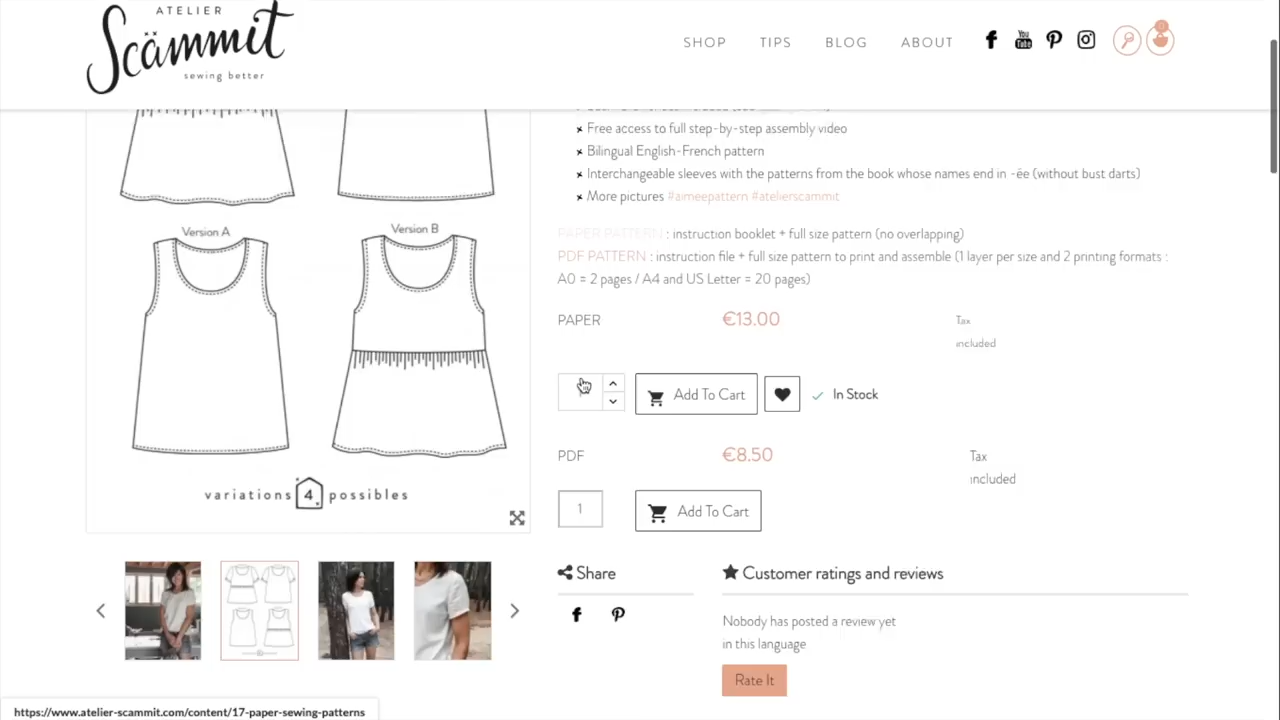 ATELIER
Scämmit
sewing better
SHOP
TIPS
BLOG
ABOUT
You
Tube
0
Free access to full step-by-step assembly video
Bilingual English-French pattern
Interchangeable sleeves with the patterns from the book whose names end in -ëe (without bust darts)
More pictures #aimeepattern #atelierscammit
PAPER PATTERN : instruction booklet + full size pattern (no overlapping)
PDF PATTERN : instruction file + full size pattern to print and assemble (1 layer per size and 2 printing formats :
A0 = 2 pages / A4 and US Letter = 20 pages)
Version A
Version B
variations 4 possibles
PAPER
€13.00
Tax
included
Add To Cart
In Stock
PDF
€8.50
Tax
included
1
Add To Cart
Share
Customer ratings and reviews
Nobody has posted a review yet
in this language
Rate It
https://www.atelier-scammit.com/content/17-paper-sewing-patterns